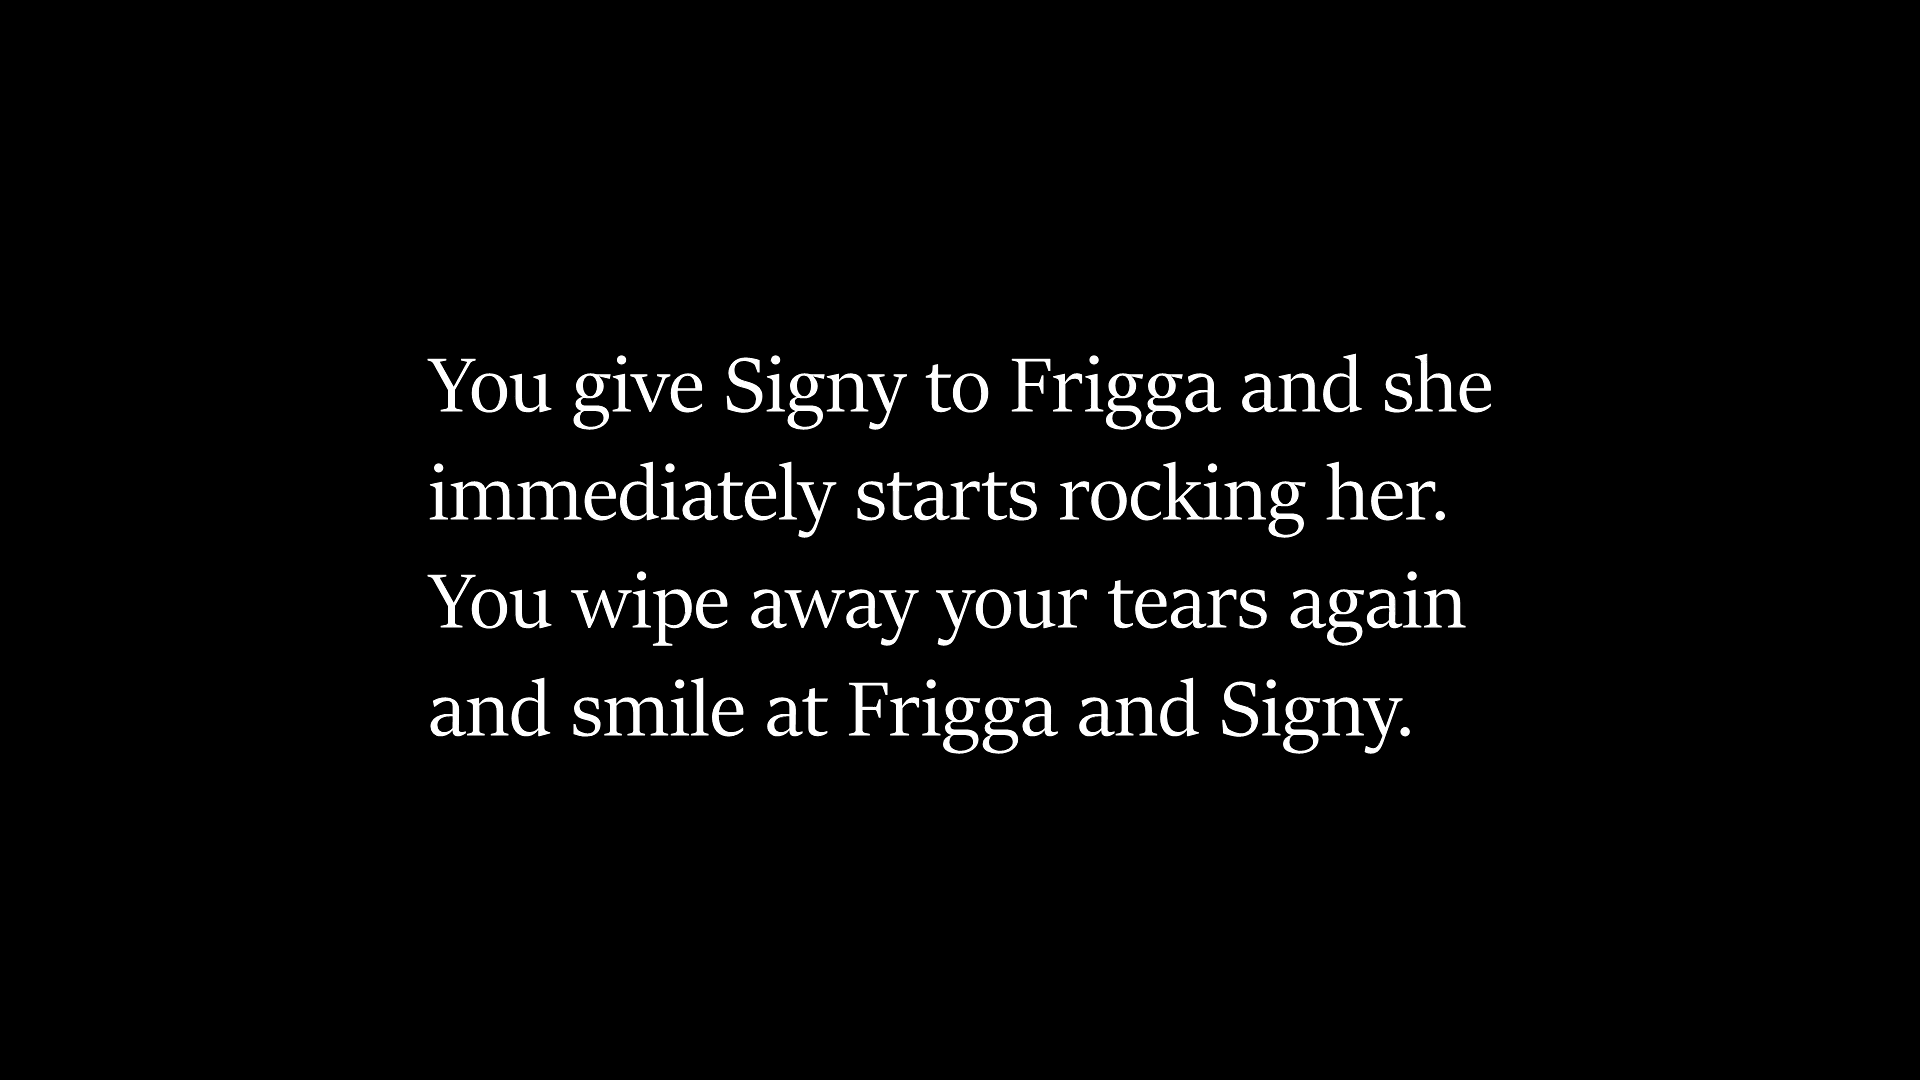 You give Signy to Frigga and she
immediately starts rocking her.
You wipe away your tears again
and smile at Frigga and Signy.